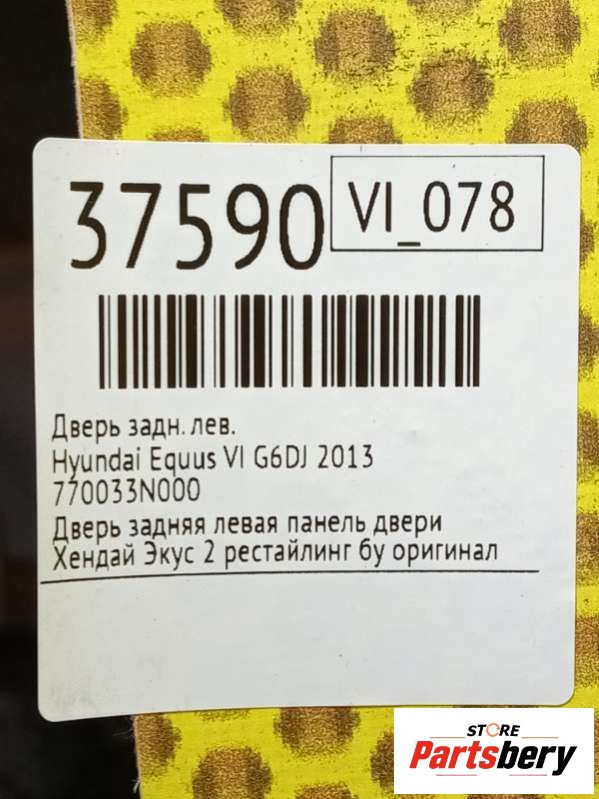 37590
VI_078
Дверь задн. лев.
Hyundai Equus VI G6DJ 2013
770033N000
Дверь задняя левая панель двери
Хендай Экус 2 рестайлинг бу оригинал
STORE
Partsbery